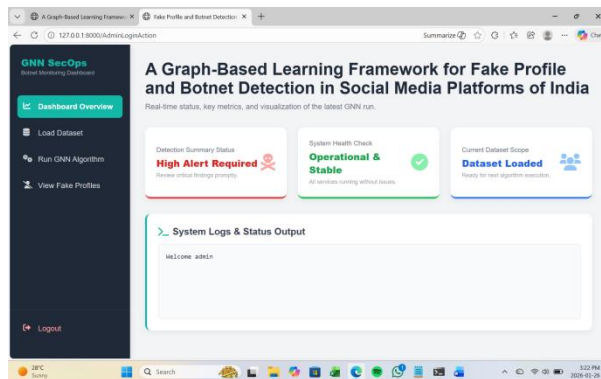 A Graph-Based Learning Framew
Fake Profile and Botnet Detection
127.0.0.1:8000/AdminLoginAction
Summarize
GNN SecOps
Botnet Monitoring Dashboard
Dashboard Overview
Load Dataset
Run GNN Algorithm
View Fake Profiles
Logout
A Graph-Based Learning Framework for Fake Profile
and Botnet Detection in Social Media Platforms of India
Real-time status, key metrics, and visualization of the latest GNN run.
Detection Summary Status
High Alert Required
Review critical findings promptly.
System Health Check
Operational &
Stable
All services running without issues.
Current Dataset Scope
Dataset Loaded
Ready for next algorithm execution.
System Logs & Status Output
Welcome admin
28°C
Sunny
Search
3:22 PM
2026-01-26